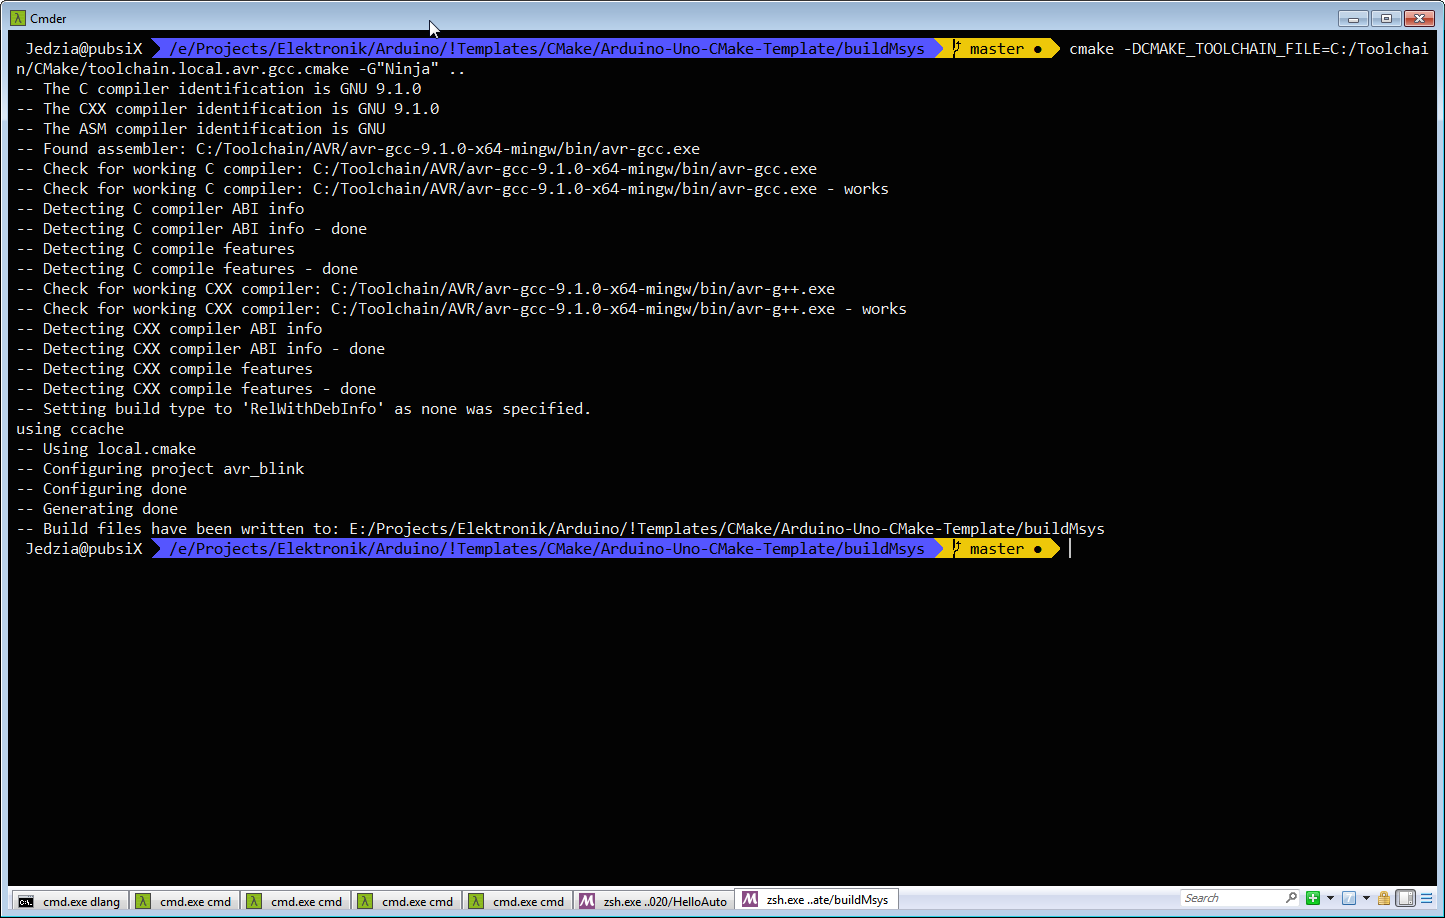 Cmder
Jedzia@pubsiX /e/Projects/Elektronik/Arduino/!Templates/CMake/Arduino-Uno-CMake-Template/buildMsys master ● cmake -DCMAKE_TOOLCHAIN_FILE=C:/Toolchai
n/CMake/toolchain.local.avr.gcc.cmake -G"Ninja" ..
-- The C compiler identification is GNU 9.1.0
-- The CXX compiler identification is GNU 9.1.0
-- The ASM compiler identification is GNU
-- Found assembler: C:/Toolchain/AVR/avr-gcc-9.1.0-x64-mingw/bin/avr-gcc.exe
-- Check for working C compiler: C:/Toolchain/AVR/avr-gcc-9.1.0-x64-mingw/bin/avr-gcc.exe
-- Check for working C compiler: C:/Toolchain/AVR/avr-gcc-9.1.0-x64-mingw/bin/avr-gcc.exe - works
-- Detecting C compiler ABI info
-- Detecting C compiler ABI info - done
-- Detecting C compile features
-- Detecting C compile features - done
-- Check for working CXX compiler: C:/Toolchain/AVR/avr-gcc-9.1.0-x64-mingw/bin/avr-g++.exe
-- Check for working CXX compiler: C:/Toolchain/AVR/avr-gcc-9.1.0-x64-mingw/bin/avr-g++.exe - works
-- Detecting CXX compiler ABI info
-- Detecting CXX compiler ABI info - done
-- Detecting CXX compile features
-- Detecting CXX compile features - done
-- Setting build type to 'RelWithDebInfo' as none was specified.
using ccache
-- Using local.cmake
-- Configuring project avr_blink
-- Configuring done
-- Generating done
-- Build files have been written to: E:/Projects/Elektronik/Arduino/!Templates/CMake/Arduino-Uno-CMake-Template/buildMsys
Jedzia@pubsiX /e/Projects/Elektronik/Arduino/!Templates/CMake/Arduino-Uno-CMake-Template/buildMsys master ●
cmd.exe dlang cmd.exe cmd cmd.exe cmd cmd.exe cmd cmd.exe cmd zsh.exe ..020/HelloAuto zsh.exe ..ate/buildMsys Search